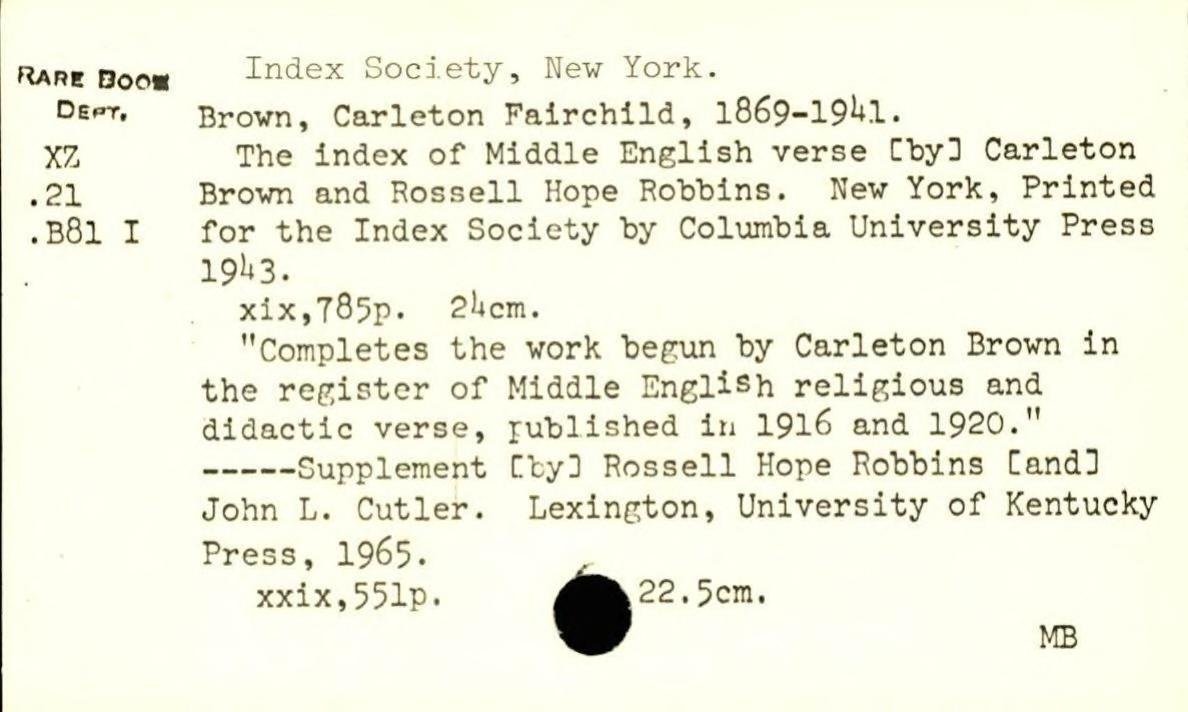 RARE BOOK
DEPT.
XZ
.21
.B81 I
Index Society, New York.
Brown, Carleton Fairchild, 1869-1941.
The index of Middle English verse [by] Carleton
Brown and Rossell Hope Robbins. New York, Printed
for the Index Society by Columbia University Press
1943.
xix,785p. 24cm.
"Completes the work begun by Carleton Brown in
the register of Middle English religious and
didactic verse, published in 1916 and 1920."
-----Supplement [by] Rossell Hope Robbins [and]
John L. Cutler. Lexington, University of Kentucky
Press, 1965.
xxix,551p. 22.5cm.
MB